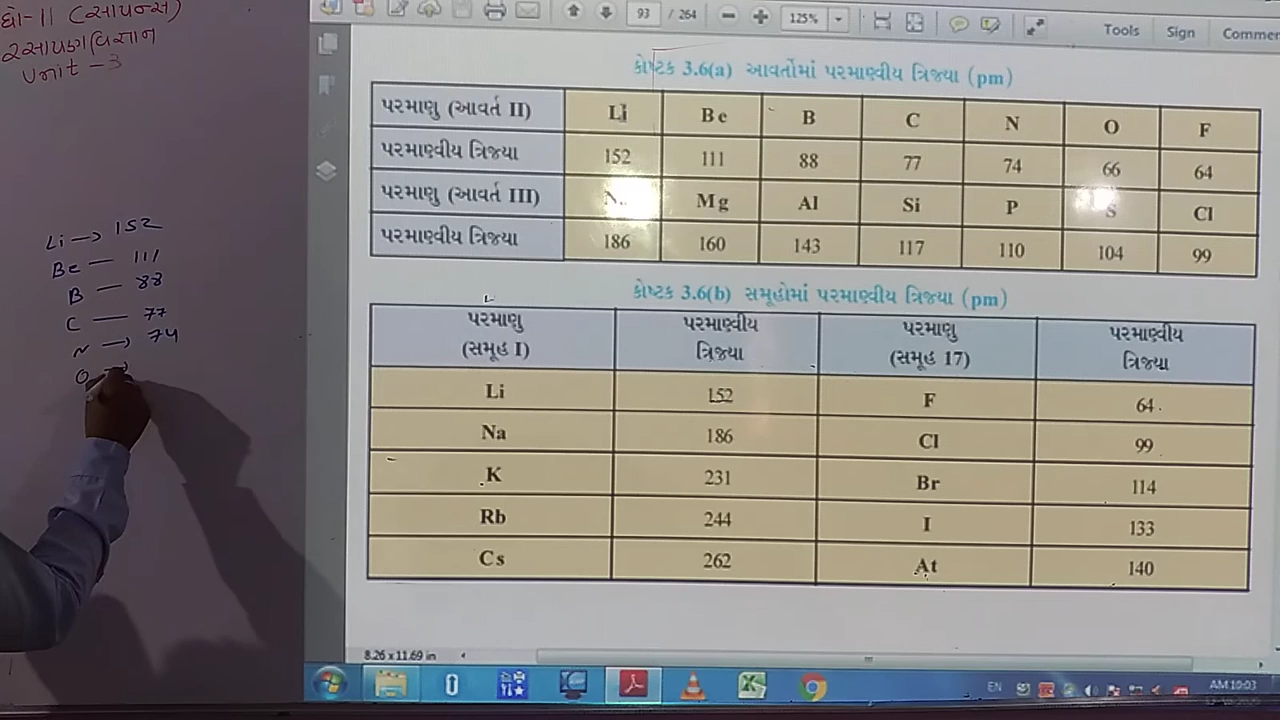 ધો-11 (સાયન્સ)
રસાયણવિજ્ઞાન
Unit - 3
Li → 152
Be — 111
B — 88
C — 77
N → 74
O →
93 / 264
125%
Tools Sign Commen
કોષ્ટક 3.6(a) આવર્તોમાં પરમાણ્વીય ત્રિજ્યા (pm)
પરમાણુ (આવર્ત II) Li Be B C N O F
પરમાણ્વીય ત્રિજ્યા 152 111 88 77 74 66 64
પરમાણુ (આવર્ત III) Mg Al Si P S Cl
પરમાણ્વીય ત્રિજ્યા 186 160 143 117 110 104 99
કોષ્ટક 3.6(b) સમૂહોમાં પરમાણ્વીય ત્રિજ્યા (pm)
પરમાણુ પરમાણ્વીય પરમાણુ પરમાણ્વીય
(સમૂહ I) ત્રિજ્યા (સમૂહ 17) ત્રિજ્યા
Li 152 F 64
Na 186 Cl 99
K 231 Br 114
Rb 244 I 133
Cs 262 At 140
8.26 x 11.69 in
EN AM 10:03